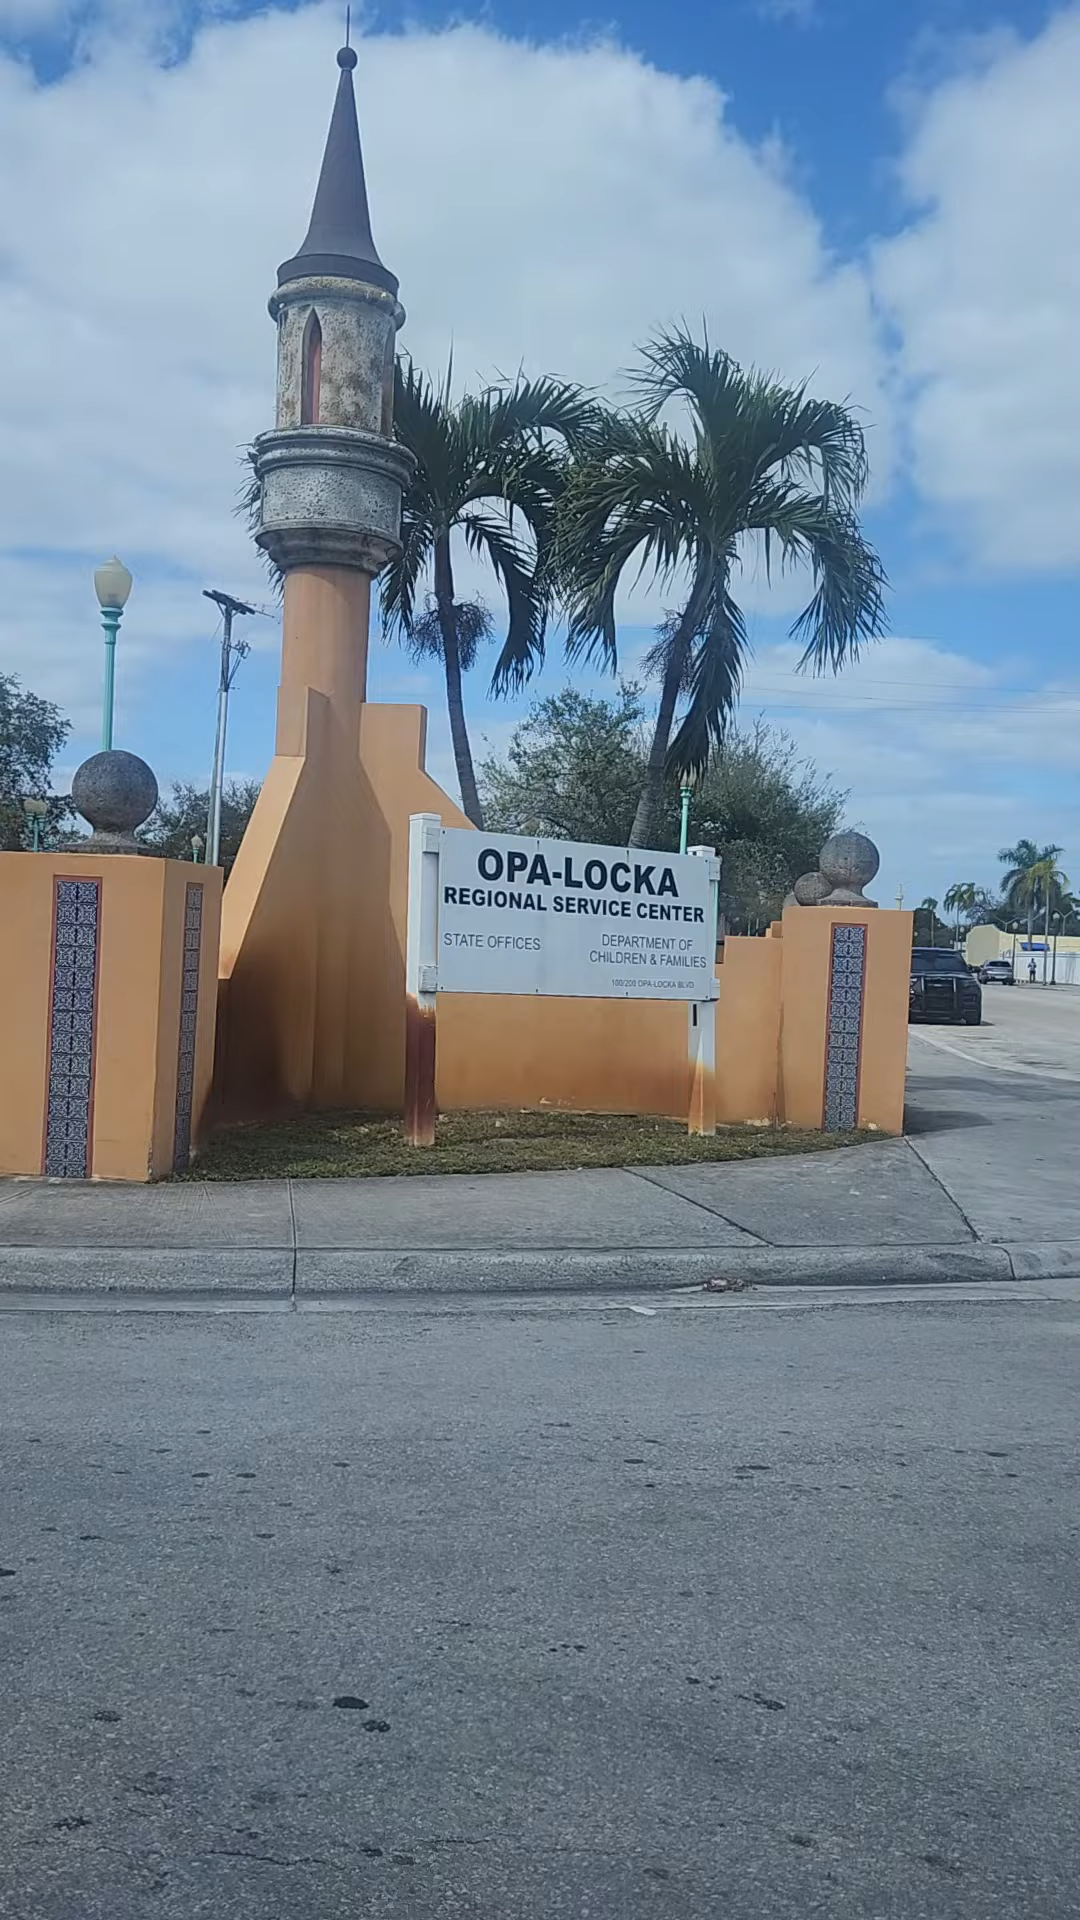 OPA-LOCKA
REGIONAL SERVICE CENTER
STATE OFFICES
DEPARTMENT OF
CHILDREN & FAMILIES
100/200 OPA-LOCKA BLVD